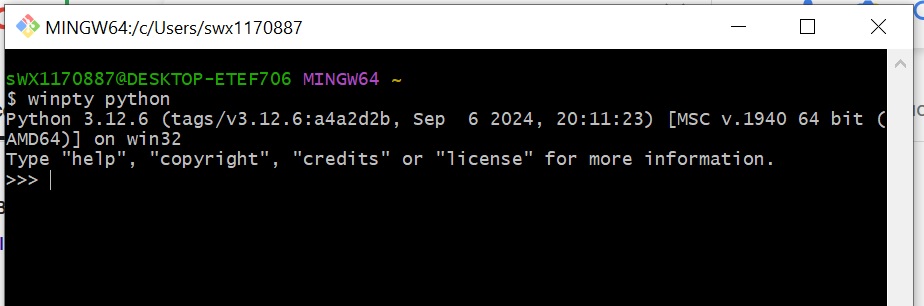 MINGW64:/c/Users/swx1170887
sWX1170887@DESKTOP-ETEF706 MINGW64 ~
$ winpty python
Python 3.12.6 (tags/v3.12.6:a4a2d2b, Sep  6 2024, 20:11:23) [MSC v.1940 64 bit (
AMD64)] on win32
Type "help", "copyright", "credits" or "license" for more information.
>>>